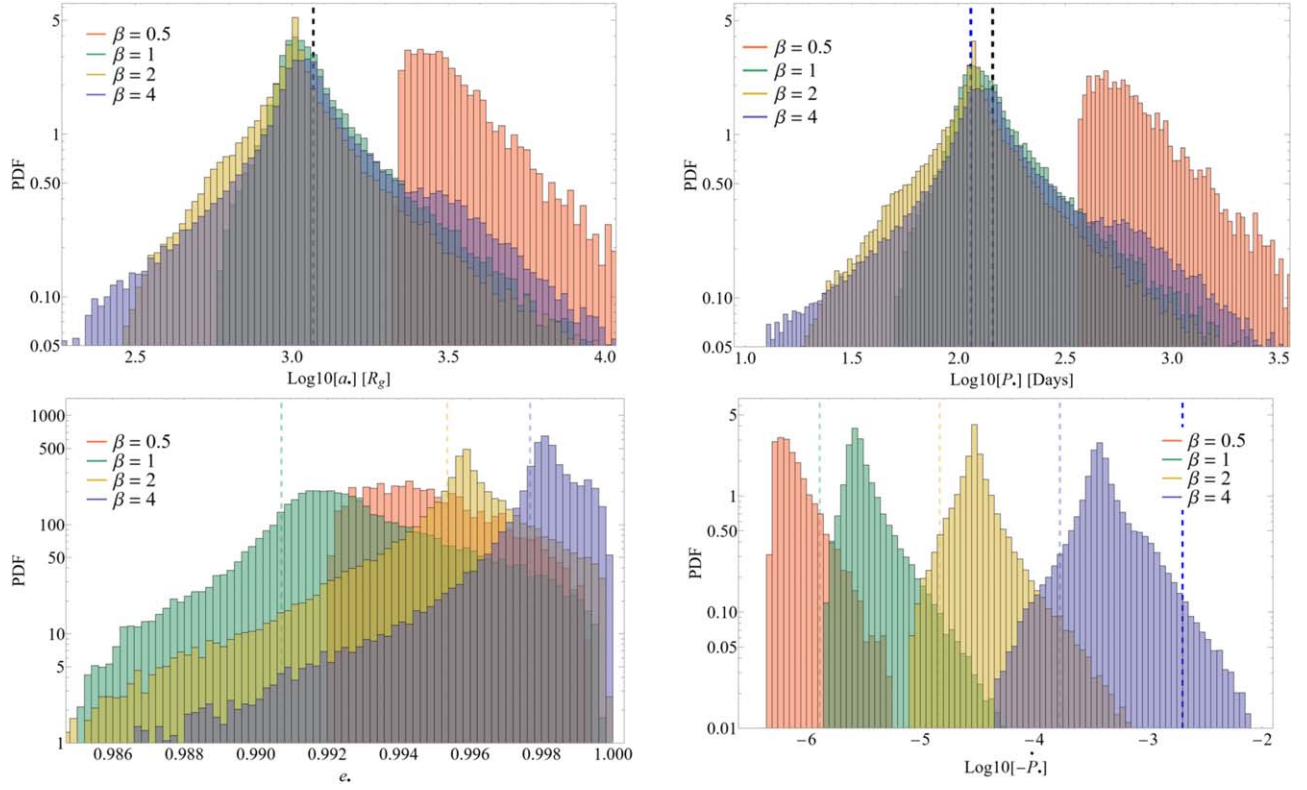 5
β = 0.5
β = 1
β = 2
β = 4
1
0.50
0.10
0.05
PDF
2.5 3.0 3.5 4.0
Log10[a•] [R_g]
5
β = 0.5
β = 1
β = 2
β = 4
1
0.50
0.10
0.05
PDF
1.0 1.5 2.0 2.5 3.0 3.5
Log10[P•] [Days]
1000
500
β = 0.5
β = 1
β = 2
β = 4
100
50
10
5
1
PDF
0.986 0.988 0.990 0.992 0.994 0.996 0.998 1.000
e•
5
β = 0.5
β = 1
β = 2
β = 4
1
0.50
0.10
0.05
0.01
PDF
−6 −5 −4 −3 −2
Log10[−Ṗ•]